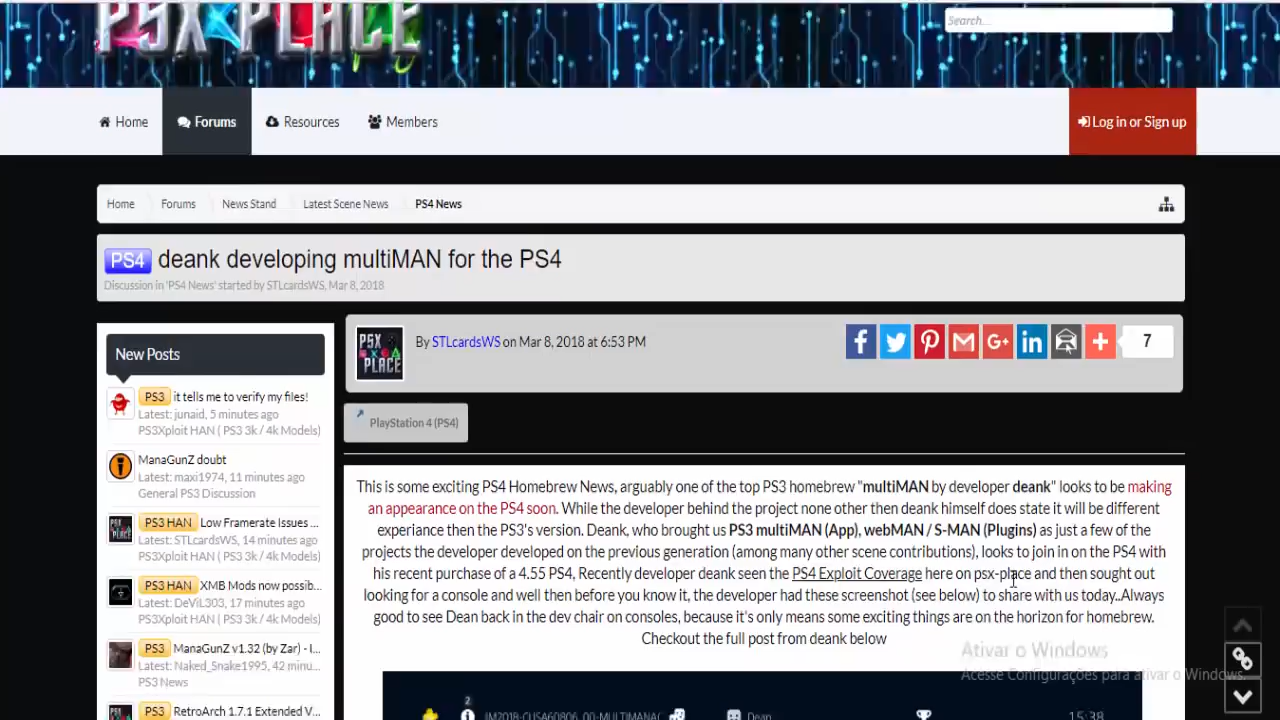 PSX PLACE
Search...
Home
Forums
Resources
Members
Log in or Sign up
Home
Forums
News Stand
Latest Scene News
PS4 News
PS4 deank developing multiMAN for the PS4
Discussion in 'PS4 News' started by STLcardsWS, Mar 8, 2018
New Posts
PS3 it tells me to verify my files!
Latest: junaid, 5 minutes ago
PS3Xploit HAN ( PS3 3k / 4k Models)
ManaGunZ doubt
Latest: maxi1974, 11 minutes ago
General PS3 Discussion
PS3 HAN Low Framerate Issues ...
Latest: STLcardsWS, 14 minutes ago
PS3Xploit HAN ( PS3 3k / 4k Models)
PS3 HAN XMB Mods now possib...
Latest: DeViL303, 17 minutes ago
PS3Xploit HAN ( PS3 3k / 4k Models)
PS3 ManaGunZ v1.32 (by Zar) - I...
Latest: Naked_Snake1995, 42 minu...
PS3 News
PS3 RetroArch 1.7.1 Extended V...
PSX PLACE
By STLcardsWS on Mar 8, 2018 at 6:53 PM
7
PlayStation 4 (PS4)
This is some exciting PS4 Homebrew News, arguably one of the top PS3 homebrew "multiMAN by developer deank" looks to be making
an appearance on the PS4 soon. While the developer behind the project none other then deank himself does state it will be different
experiance then the PS3's version. Deank, who brought us PS3 multiMAN (App), webMAN / S-MAN (Plugins) as just a few of the
projects the developer developed on the previous generation (among many other scene contributions), looks to join in on the PS4 with
his recent purchase of a 4.55 PS4, Recently developer deank seen the PS4 Exploit Coverage here on psx-place and then sought out
looking for a console and well then before you know it, the developer had these screenshot (see below) to share with us today..Always
good to see Dean back in the dev chair on consoles, because it's only means some exciting things are on the horizon for homebrew.
Checkout the full post from deank below
Ativar o Windows
Acesse Configurações para ativar o Windows.
2
Dean
15:38